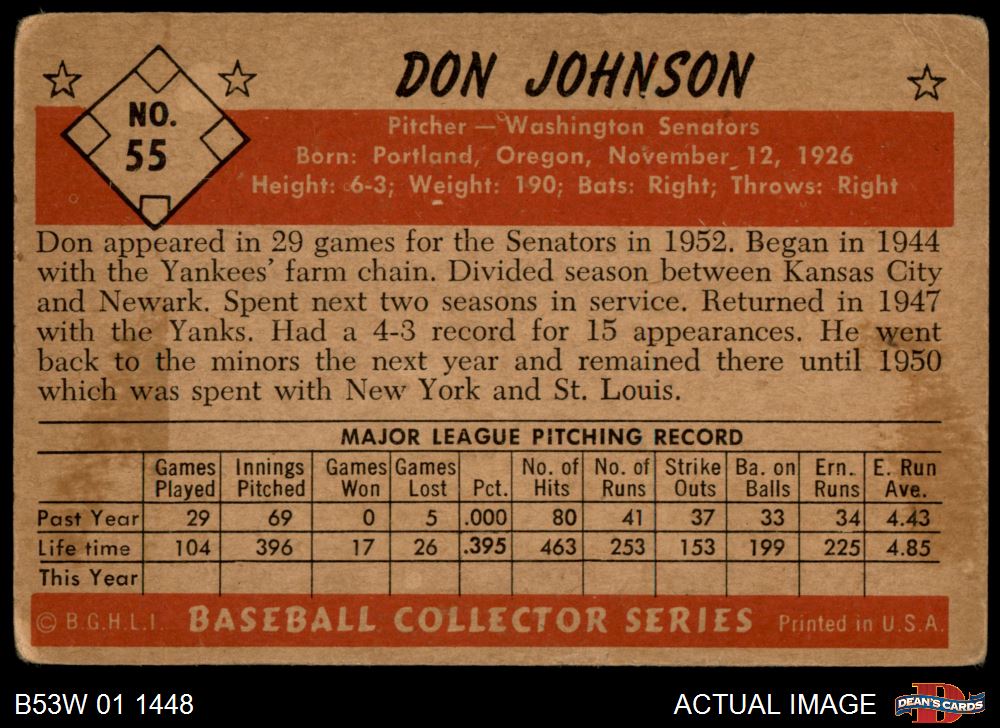 DON JOHNSON
NO.
55
Pitcher — Washington Senators
Born: Portland, Oregon, November 12, 1926
Height: 6-3; Weight: 190; Bats: Right; Throws: Right
Don appeared in 29 games for the Senators in 1952. Began in 1944
with the Yankees' farm chain. Divided season between Kansas City
and Newark. Spent next two seasons in service. Returned in 1947
with the Yanks. Had a 4-3 record for 15 appearances. He went
back to the minors the next year and remained there until 1950
which was spent with New York and St. Louis.
MAJOR LEAGUE PITCHING RECORD
Games Played Innings Pitched Games Won Games Lost Pct. No. of Hits No. of Runs Strike Outs Ba. on Balls Ern. Runs E. Run Ave.
Past Year 29 69 0 5 .000 80 41 37 33 34 4.43
Life time 104 396 17 26 .395 463 253 153 199 225 4.85
This Year
© B.G.H.L.I. BASEBALL COLLECTOR SERIES Printed in U.S.A.
B53W 01 1448 ACTUAL IMAGE DEAN'S CARDS